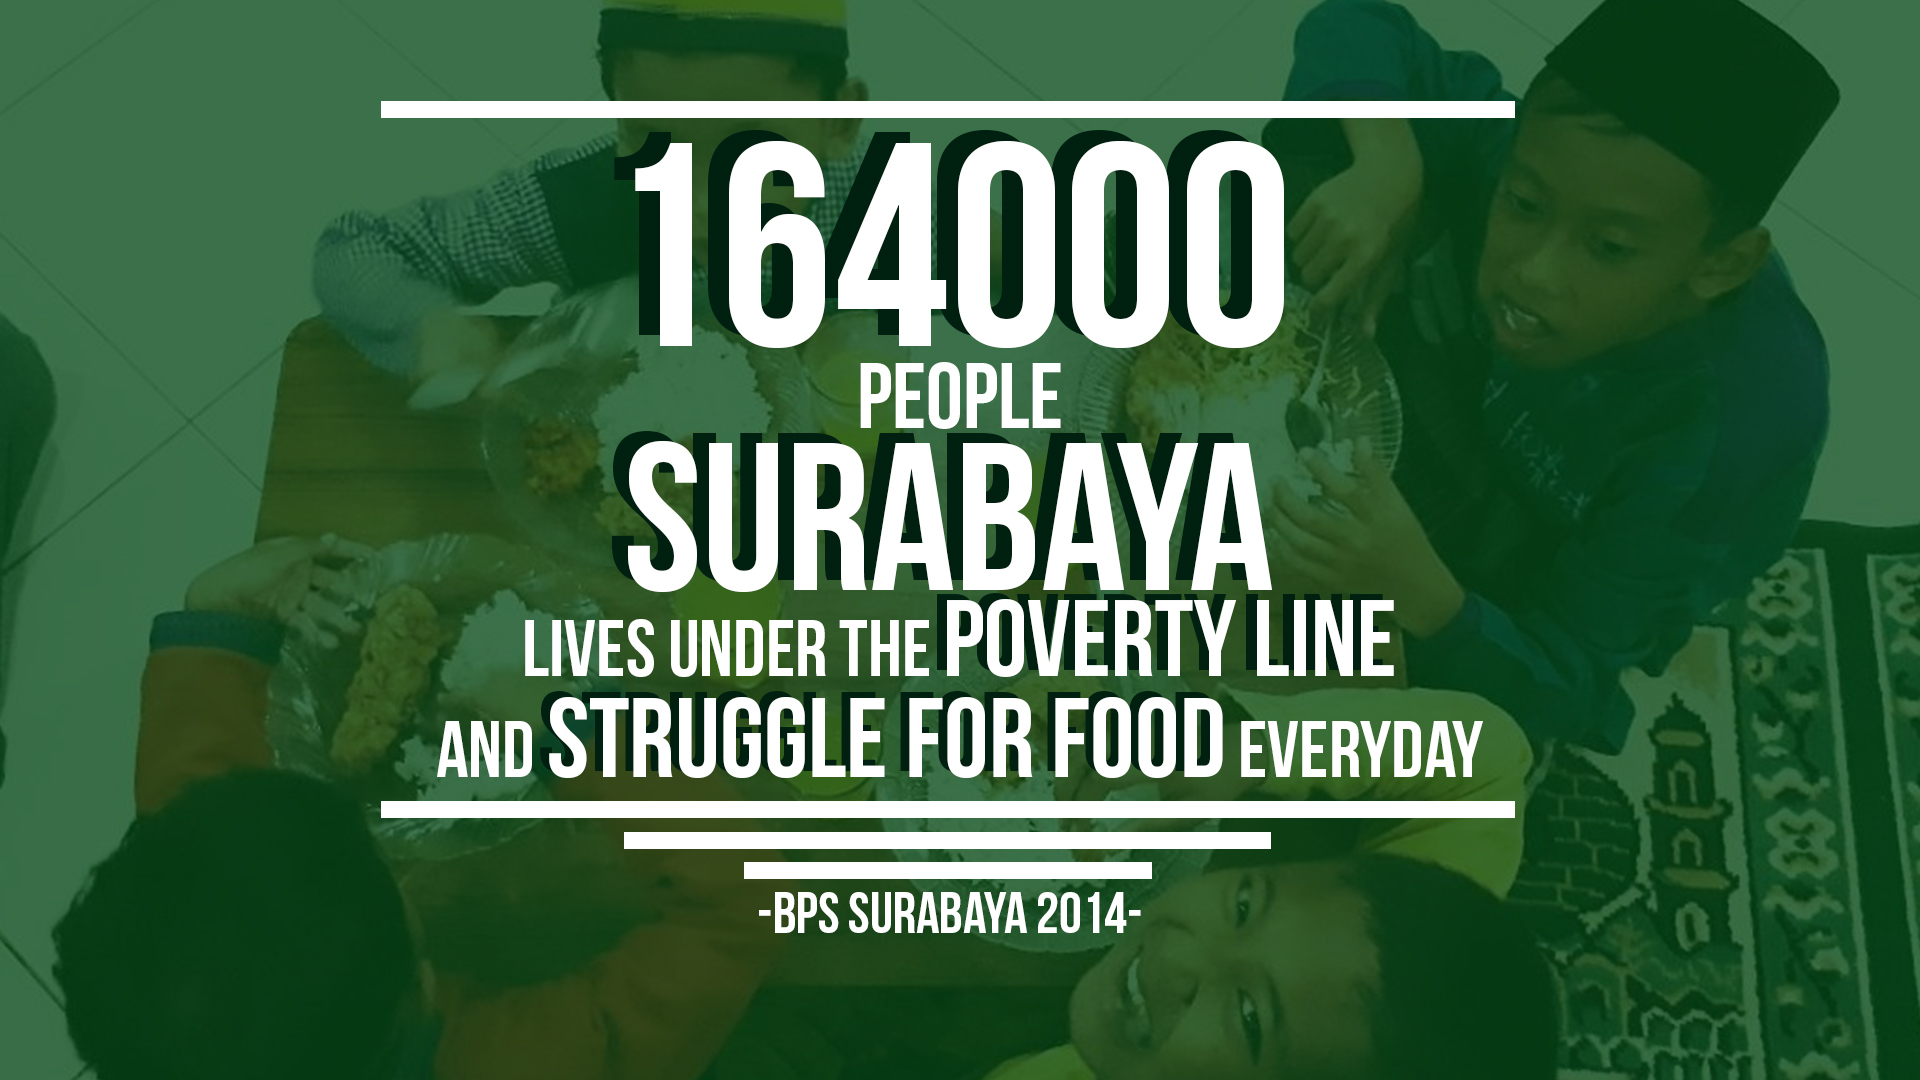 164000
PEOPLE
SURABAYA
LIVES UNDER THE POVERTY LINE
AND STRUGGLE FOR FOOD EVERYDAY
-BPS SURABAYA 2014-